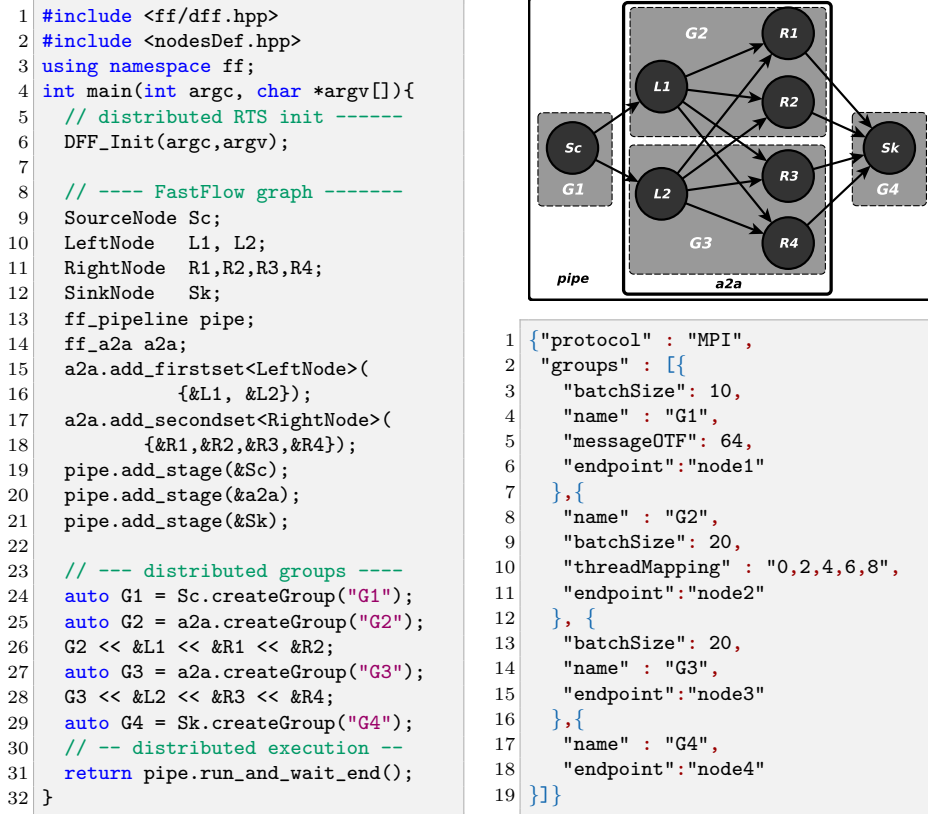 1 #include <ff/dff.hpp>
2 #include <nodesDef.hpp>
3 using namespace ff;
4 int main(int argc, char *argv[]){
5   // distributed RTS init ------
6   DFF_Init(argc,argv);
7
8   // ---- FastFlow graph -------
9   SourceNode Sc;
10   LeftNode   L1, L2;
11   RightNode  R1,R2,R3,R4;
12   SinkNode   Sk;
13   ff_pipeline pipe;
14   ff_a2a a2a;
15   a2a.add_firstset<LeftNode>(
16             {&L1, &L2});
17   a2a.add_secondset<RightNode>(
18          {&R1,&R2,&R3,&R4});
19   pipe.add_stage(&Sc);
20   pipe.add_stage(&a2a);
21   pipe.add_stage(&Sk);
22
23   // --- distributed groups ----
24   auto G1 = Sc.createGroup("G1");
25   auto G2 = a2a.createGroup("G2");
26   G2 << &L1 << &R1 << &R2;
27   auto G3 = a2a.createGroup("G3");
28   G3 << &L2 << &R3 << &R4;
29   auto G4 = Sk.createGroup("G4");
30   // -- distributed execution --
31   return pipe.run_and_wait_end();
32 }
G2
R1
L1
R2
Sc
Sk
G1
R3
G4
L2
G3
R4
pipe
a2a
1 {"protocol" : "MPI",
2  "groups" : [{
3    "batchSize": 10,
4    "name" : "G1",
5    "messageOTF": 64,
6    "endpoint":"node1"
7   },{
8    "name" : "G2",
9    "batchSize": 20,
10    "threadMapping" : "0,2,4,6,8",
11    "endpoint":"node2"
12   }, {
13    "batchSize": 20,
14    "name" : "G3",
15    "endpoint":"node3"
16   },{
17    "name" : "G4",
18    "endpoint":"node4"
19 }]}